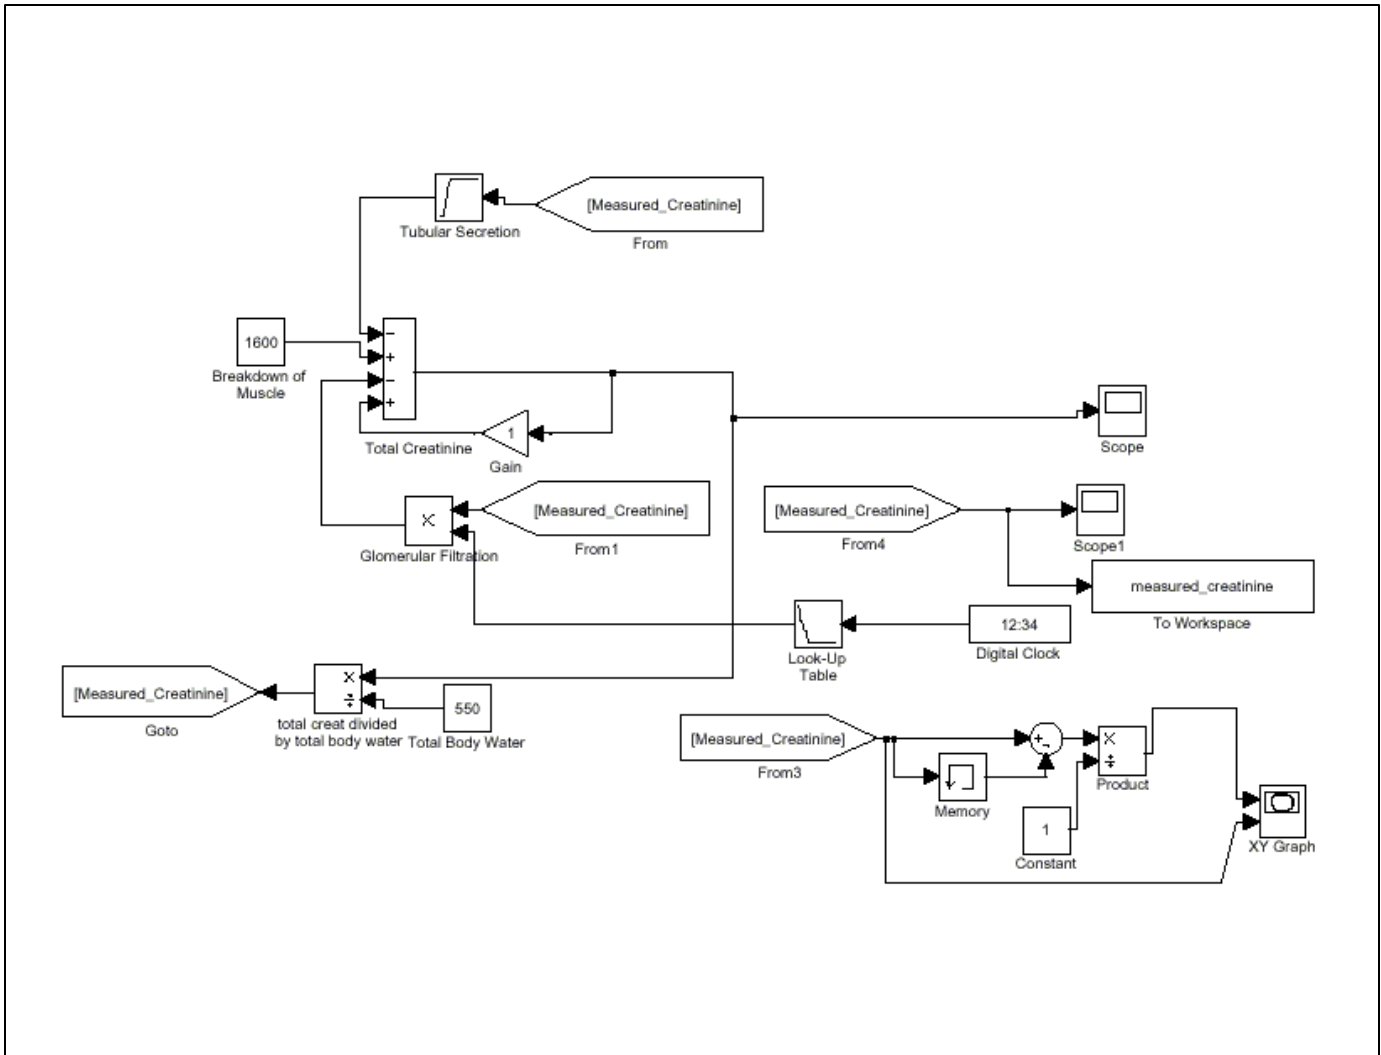 [Measured_Creatinine]
Tubular Secretion
From
1600
Breakdown of
Muscle
−
+
−
+
Total Creatinine
1
Gain
Scope
[Measured_Creatinine]
From1
×
Glomerular Filtration
[Measured_Creatinine]
From4
Scope1
measured_creatinine
To Workspace
12:34
Digital Clock
Look-Up
Table
[Measured_Creatinine]
Goto
×
÷
total creat divided
by total body water
550
Total Body Water
[Measured_Creatinine]
From3
+
-
×
÷
Product
Memory
1
Constant
XY Graph